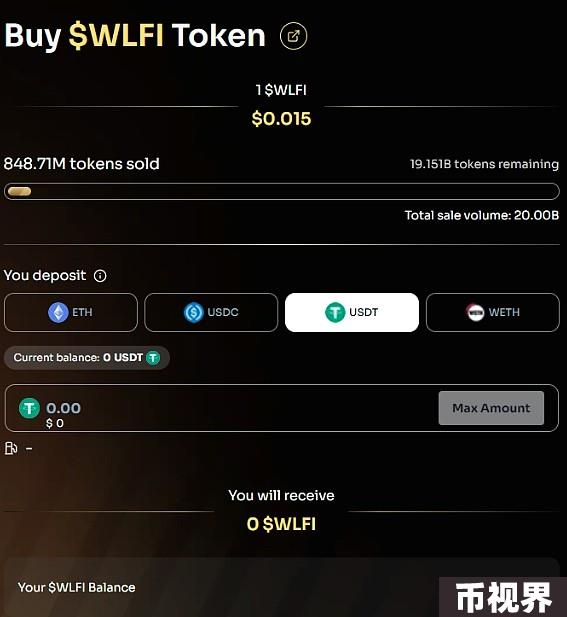 Buy $WLFI Token
1 $WLFI
$0.015
848.71M tokens sold
19.151B tokens remaining
Total sale volume: 20.00B
You deposit
ETH
USDC
USDT
WETH
Current balance: 0 USDT
0.00
Max Amount
$ 0
-
You will receive
0 $WLFI
Your $WLFI Balance
币视界